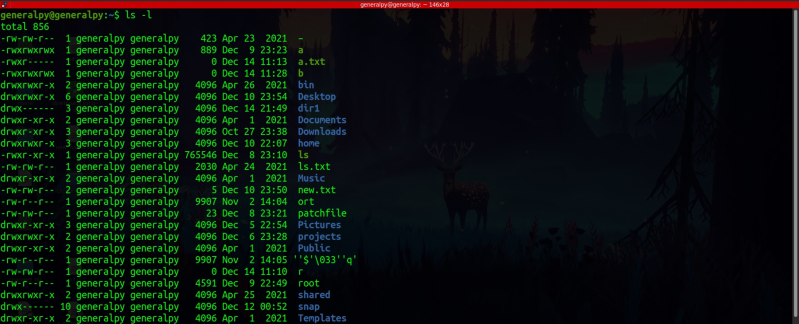 generalpy@generalpy: ~ 146x28
generalpy@generalpy:~$ ls -l
total 856
-rw-rw-r-- 1 generalpy generalpy 423 Apr 23 2021 ~
-rwxrwxrwx 1 generalpy generalpy 889 Dec 9 23:23 a
-rwxr----- 1 generalpy generalpy 0 Dec 14 11:13 a.txt
-rwxrwxrwx 1 generalpy generalpy 0 Dec 14 11:28 b
drwxrwxr-x 2 generalpy generalpy 4096 Apr 26 2021 bin
drwxrwxr-x 6 generalpy generalpy 4096 Dec 10 23:54 Desktop
drwx------ 3 generalpy generalpy 4096 Dec 14 21:49 dir1
drwxr-xr-x 2 generalpy generalpy 4096 Apr 1 2021 Documents
drwxr-xr-x 3 generalpy generalpy 4096 Oct 27 23:38 Downloads
drwxrwxr-x 3 generalpy generalpy 4096 Dec 10 22:07 home
-rwxr-xr-x 1 generalpy generalpy 765546 Dec 8 23:10 ls
-rw-rw-r-- 1 generalpy generalpy 2030 Apr 24 2021 ls.txt
drwxr-xr-x 2 generalpy generalpy 4096 Apr 1 2021 Music
-rw-rw-r-- 2 generalpy generalpy 5 Dec 10 23:50 new.txt
-rw-r--r-- 1 generalpy generalpy 9907 Nov 2 14:04 ort
-rw-rw-r-- 1 generalpy generalpy 23 Dec 8 23:21 patchfile
drwxr-xr-x 3 generalpy generalpy 4096 Dec 5 22:54 Pictures
drwxrwxr-x 2 generalpy generalpy 4096 Dec 6 23:28 projects
drwxr-xr-x 2 generalpy generalpy 4096 Apr 1 2021 Public
-rw-r--r-- 1 generalpy generalpy 9907 Nov 2 14:05 ''$'\033''q'
-rw-rw-r-- 1 generalpy generalpy 0 Dec 14 11:10 r
-rw-r--r-- 1 generalpy generalpy 4591 Dec 9 22:49 root
drwxrwxr-x 2 generalpy generalpy 4096 Apr 25 2021 shared
drwx------ 10 generalpy generalpy 4096 Dec 12 00:52 snap
drwxr-xr-x 2 generalpy generalpy 4096 Apr 1 2021 Templates